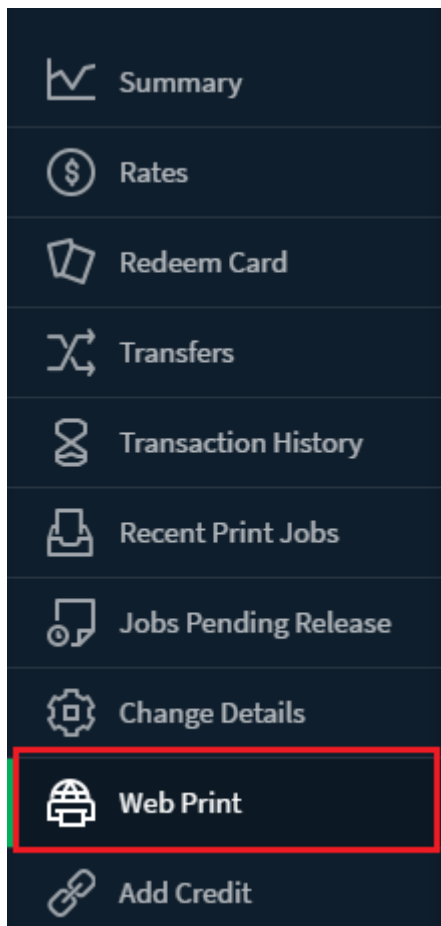 Summary
$
Rates
Redeem Card
Transfers
Transaction History
Recent Print Jobs
Jobs Pending Release
Change Details
Web Print
Add Credit